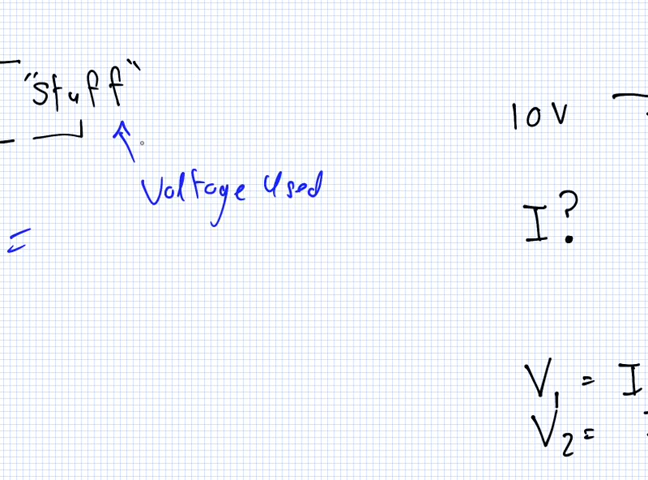 "stuff"
10V
Voltage Used
I?
=
V1 = I
V2 =